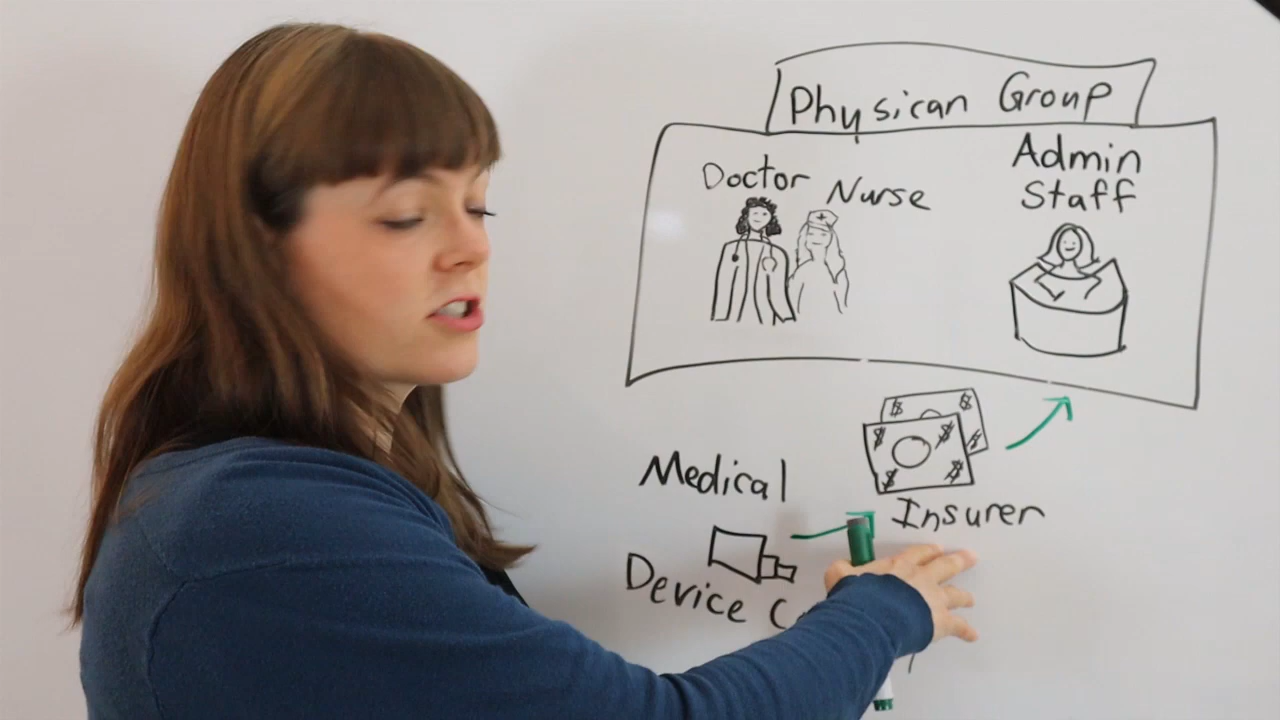 Physican Group
Doctor
Nurse
Admin
Staff
$ $
$ $ $
$ $
Medical
Insurer
Device